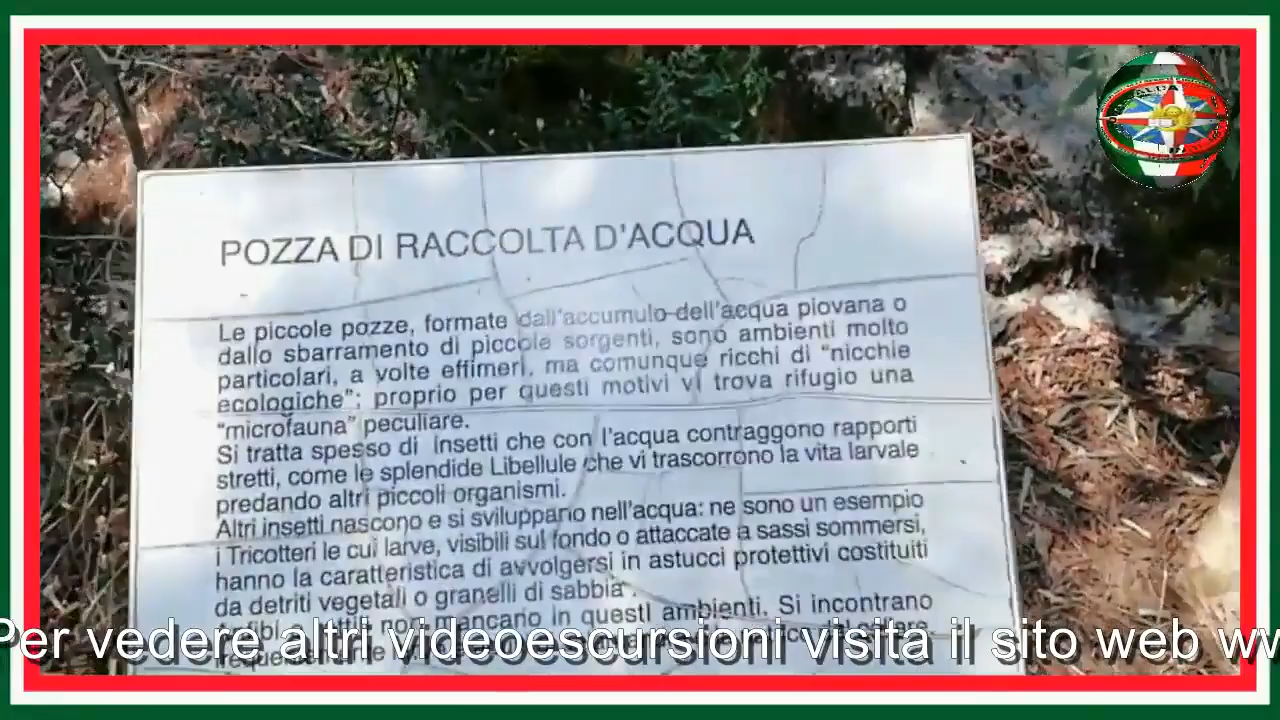 POZZA DI RACCOLTA D'ACQUA
Le piccole pozze, formate dall'accumulo dell'acqua piovana o
dallo sbarramento di piccole sorgenti, sono ambienti molto
particolari, a volte effimeri, ma comunque ricchi di "nicchie
ecologiche"; proprio per questi motivi vi trova rifugio una
"microfauna" peculiare.
Si tratta spesso di insetti che con l'acqua contraggono rapporti
stretti, come le splendide Libellule che vi trascorrono la vita larvale
predando altri piccoli organismi.
Altri insetti nascono e si sviluppano nell'acqua: ne sono un esempio
i Tricotteri le cui larve, visibili sul fondo o attaccate a sassi sommersi,
hanno la caratteristica di avvolgersi in astucci protettivi costituiti
da detriti vegetali o granelli di sabbia.
non mancano in questi ambienti. Si incontrano
Per vedere altri videoescursioni visita il sito web ww